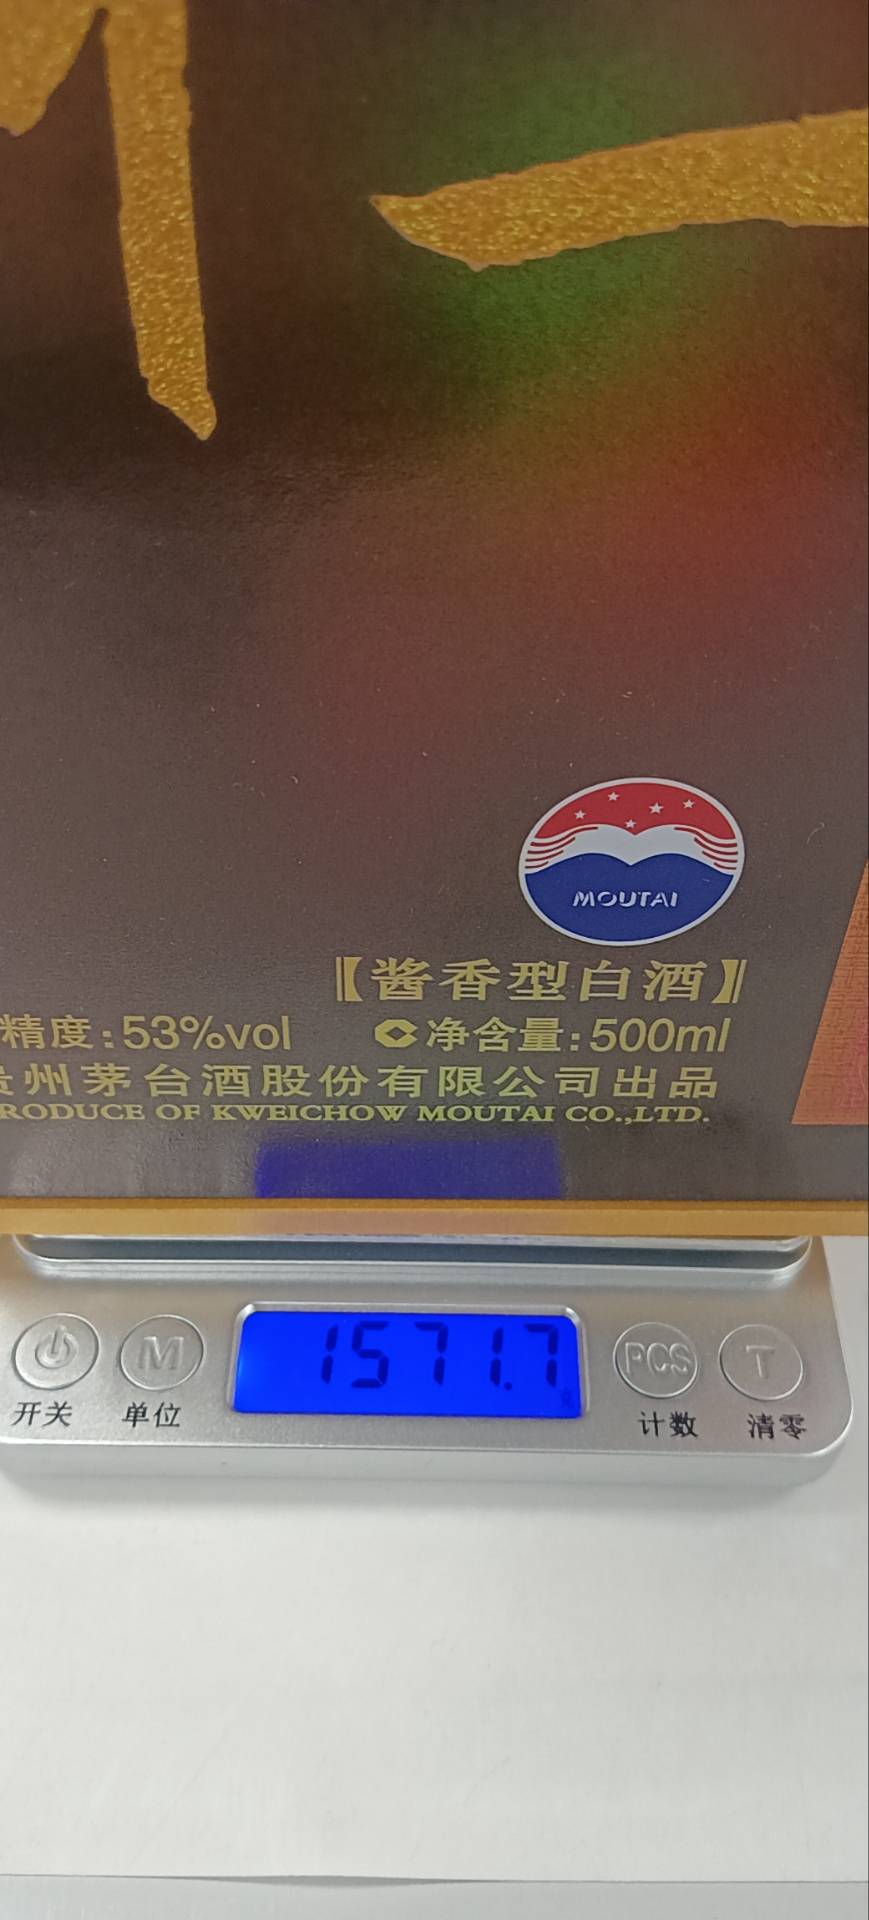 MOUTAI
【酱香型白酒】
精度:53%vol 净含量:500ml
州茅台酒股份有限公司出品
RODUCE OF KWEICHOW MOUTAI CO.,LTD.
M 1571.7 PCS T
开关 单位 计数 清零